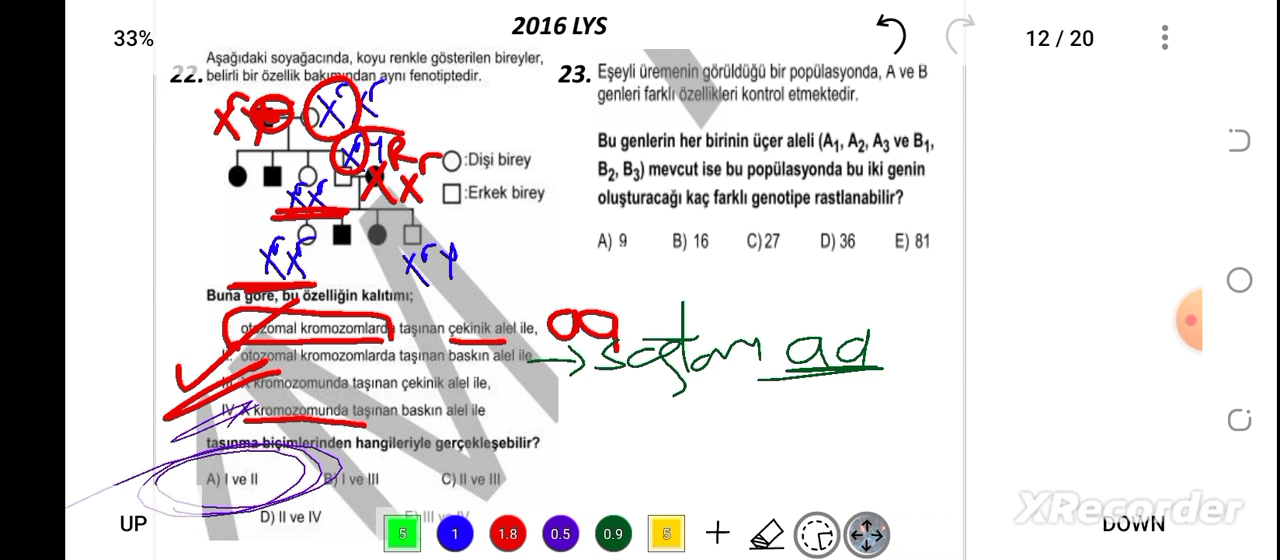 2016 LYS
33%
12 / 20
22. Aşağıdaki soyağacında, koyu renkle gösterilen bireyler,
belirli bir özellik bakımından aynı fenotiptedir.
:Dişi birey
:Erkek birey
Buna göre, bu özelliğin kalıtımı;
otozomal kromozomlarda taşınan çekinik alel ile,
II. otozomal kromozomlarda taşınan baskın alel ile
III. X kromozomunda taşınan çekinik alel ile,
IV. X kromozomunda taşınan baskın alel ile
taşınma biçimlerinden hangileriyle gerçekleşebilir?
A) I ve II B) I ve III C) II ve III
D) II ve IV E) III ve IV
23. Eşeyli üremenin görüldüğü bir popülasyonda, A ve B
genleri farklı özellikleri kontrol etmektedir.
Bu genlerin her birinin üçer aleli (A1, A2, A3 ve B1,
B2, B3) mevcut ise bu popülasyonda bu iki genin
oluşturacağı kaç farklı genotipe rastlanabilir?
A) 9 B) 16 C) 27 D) 36 E) 81
aa
→ sağlam aa
UP
5 1 1.8 0.5 0.9 5
DOWN
XRecorder